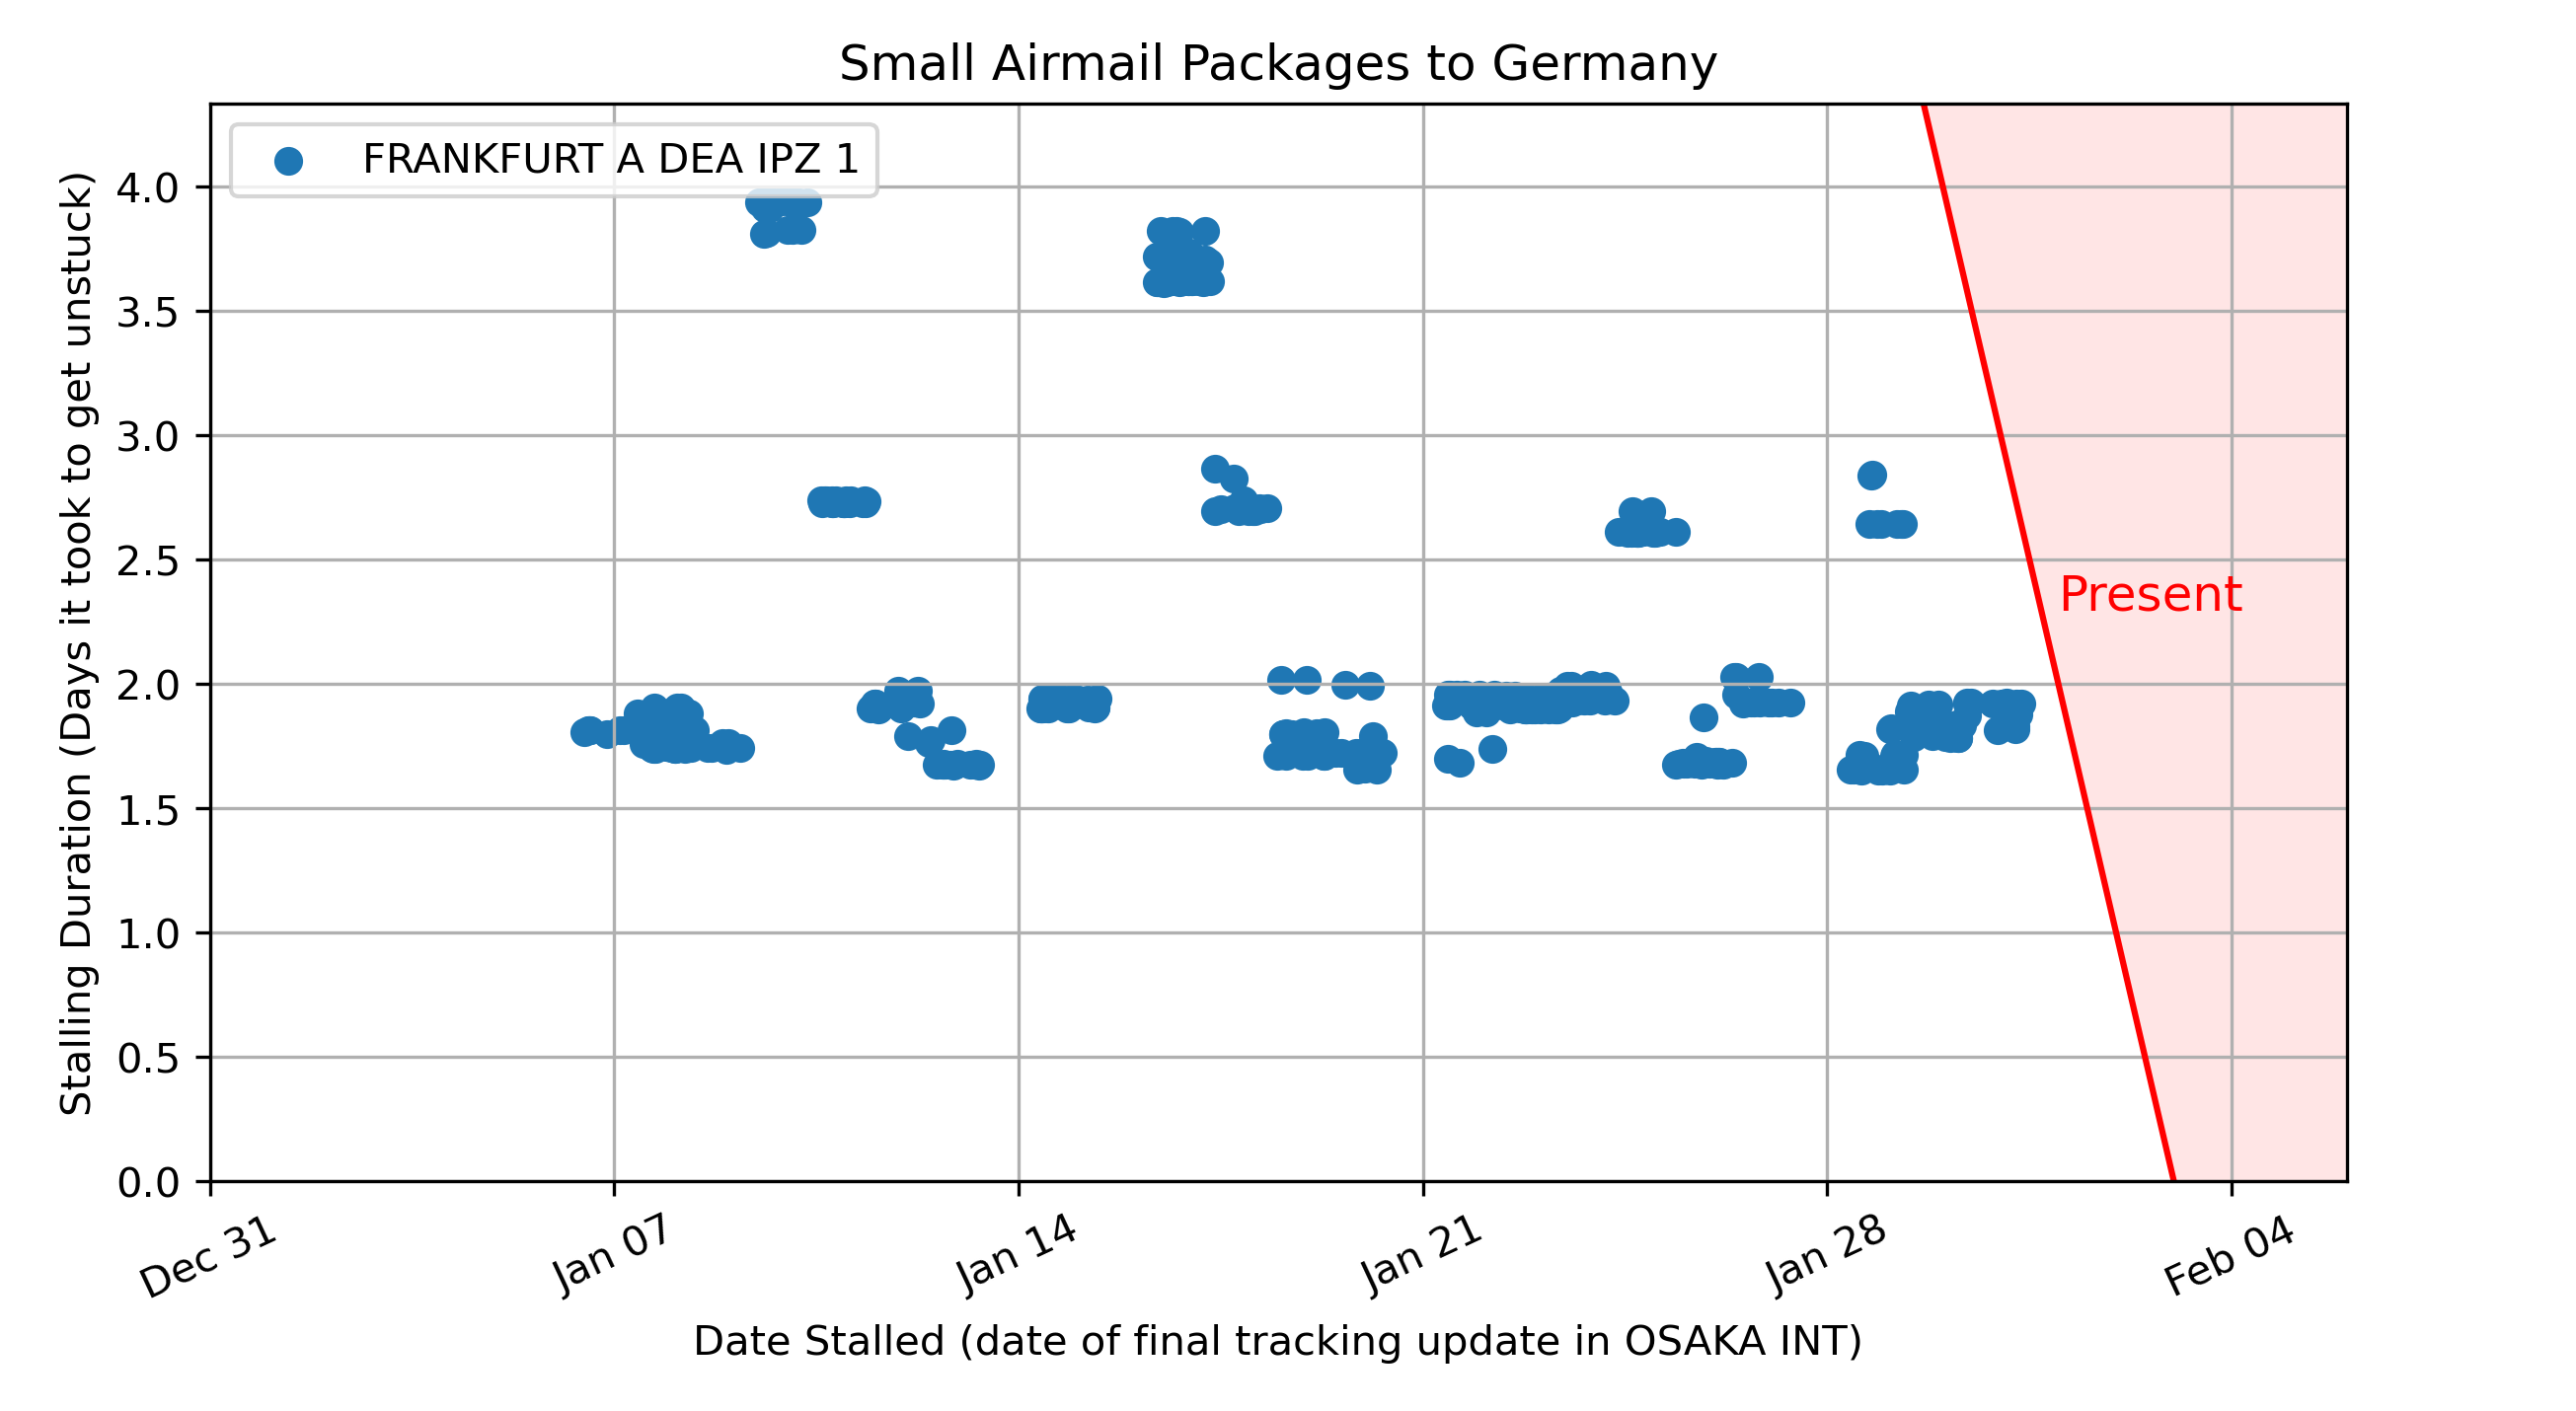 Small Airmail Packages to Germany
FRANKFURT A DEA IPZ 1
Stalling Duration (Days it took to get unstuck)
4.0
3.5
3.0
2.5
2.0
1.5
1.0
0.5
0.0
Present
Dec 31
Jan 07
Jan 14
Jan 21
Jan 28
Feb 04
Date Stalled (date of final tracking update in OSAKA INT)